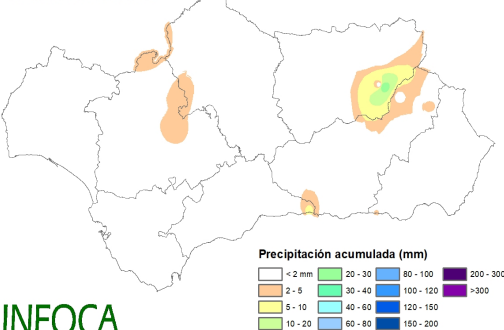 Precipitación acumulada (mm)
< 2 mm 20 - 30 80 - 100 200 - 300
2 - 5 30 - 40 100 - 120 >300
5 - 10 40 - 60 120 - 150
10 - 20 60 - 80 150 - 200
INFOCA